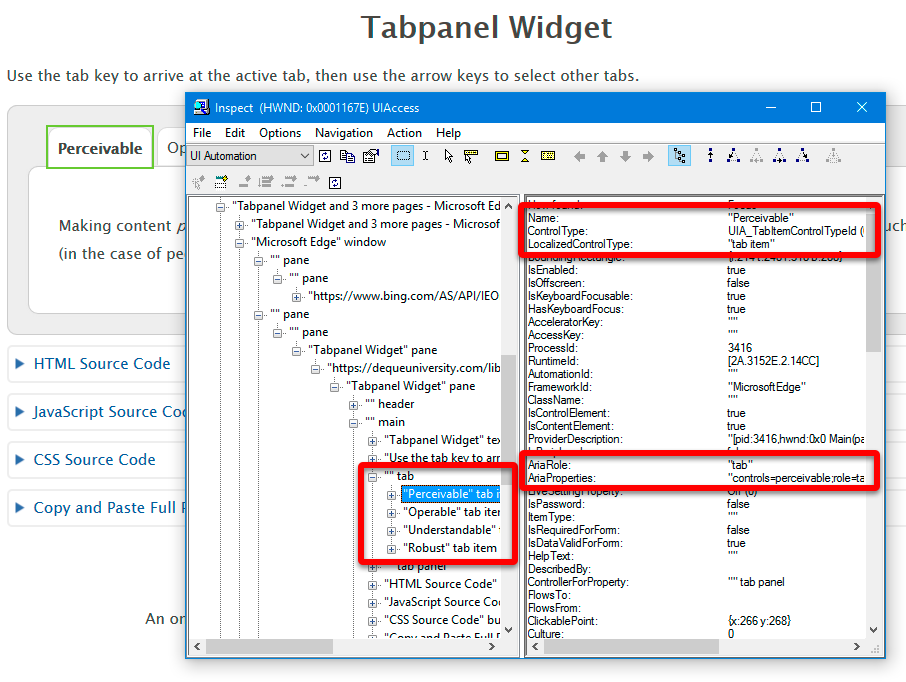 Tabpanel Widget
Use the tab key to arrive at the active tab, then use the arrow keys to select other tabs.
Perceivable
Op
Making content p
(in the case of pe
uch
HTML Source Code
JavaScript Source Coc
CSS Source Code
Copy and Paste Full P
An on
Inspect (HWND: 0x0001167E) UIAccess
File Edit Options Navigation Action Help
UI Automation
"Tabpanel Widget and 3 more pages - Microsoft Ed
"Tabpanel Widget and 3 more pages - Microsof
"Microsoft Edge" window
"" pane
"" pane
"https://www.bing.com/AS/API/IEO
"" pane
"" pane
"Tabpanel Widget" pane
"https://dequeuniversity.com/lib
"Tabpanel Widget" pane
"" header
"" main
"Tabpanel Widget" tex
"Use the tab key to arr
"" tab
"Perceivable" tab i
"Operable" tab iter
"Understandable"
"Robust" tab item
"" tab panel
"HTML Source Code"
"JavaScript Source Coc
"CSS Source Code" bu
"Copy and Paste Full P
How found: Focus
Name: "Perceivable"
ControlType: UIA_TabItemControlTypeId (
LocalizedControlType: "tab item"
BoundingRectangle:
IsEnabled: true
IsOffscreen: false
IsKeyboardFocusable: true
HasKeyboardFocus: true
AcceleratorKey: ""
AccessKey: ""
ProcessId: 3416
RuntimeId: [2A.3152E.2.14CC]
AutomationId: ""
FrameworkId: "MicrosoftEdge"
ClassName: ""
IsControlElement: true
IsContentElement: true
ProviderDescription: "[pid:3416,hwnd:0x0 Main(pa
AriaRole: "tab"
AriaProperties: "controls=perceivable;role=ta
LiveSettingProperty: Off (0)
IsPassword: false
ItemType: ""
IsRequiredForForm: false
IsDataValidForForm: true
HelpText: ""
DescribedBy:
ControllerForProperty: "" tab panel
FlowsTo:
FlowsFrom:
ClickablePoint: {x:266 y:268}
Culture: 0